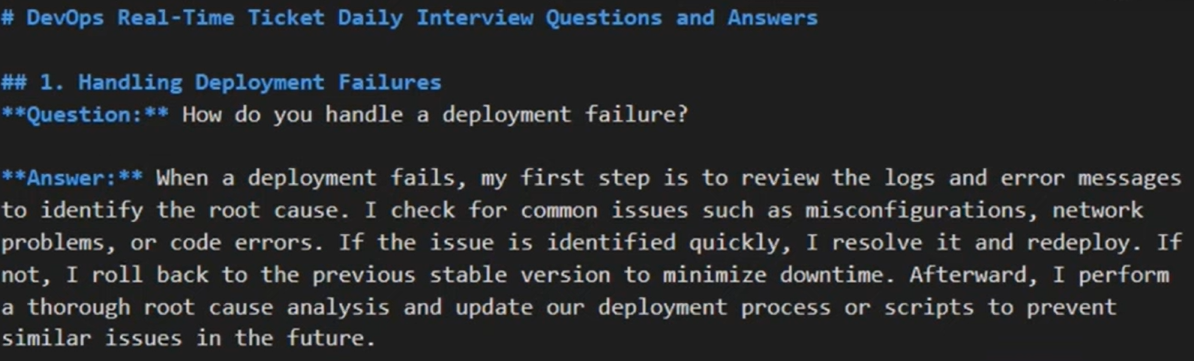 # DevOps Real-Time Ticket Daily Interview Questions and Answers
## 1. Handling Deployment Failures
**Question:** How do you handle a deployment failure?
**Answer:** When a deployment fails, my first step is to review the logs and error messages
to identify the root cause. I check for common issues such as misconfigurations, network
problems, or code errors. If the issue is identified quickly, I resolve it and redeploy. If
not, I roll back to the previous stable version to minimize downtime. Afterward, I perform
a thorough root cause analysis and update our deployment process or scripts to prevent
similar issues in the future.